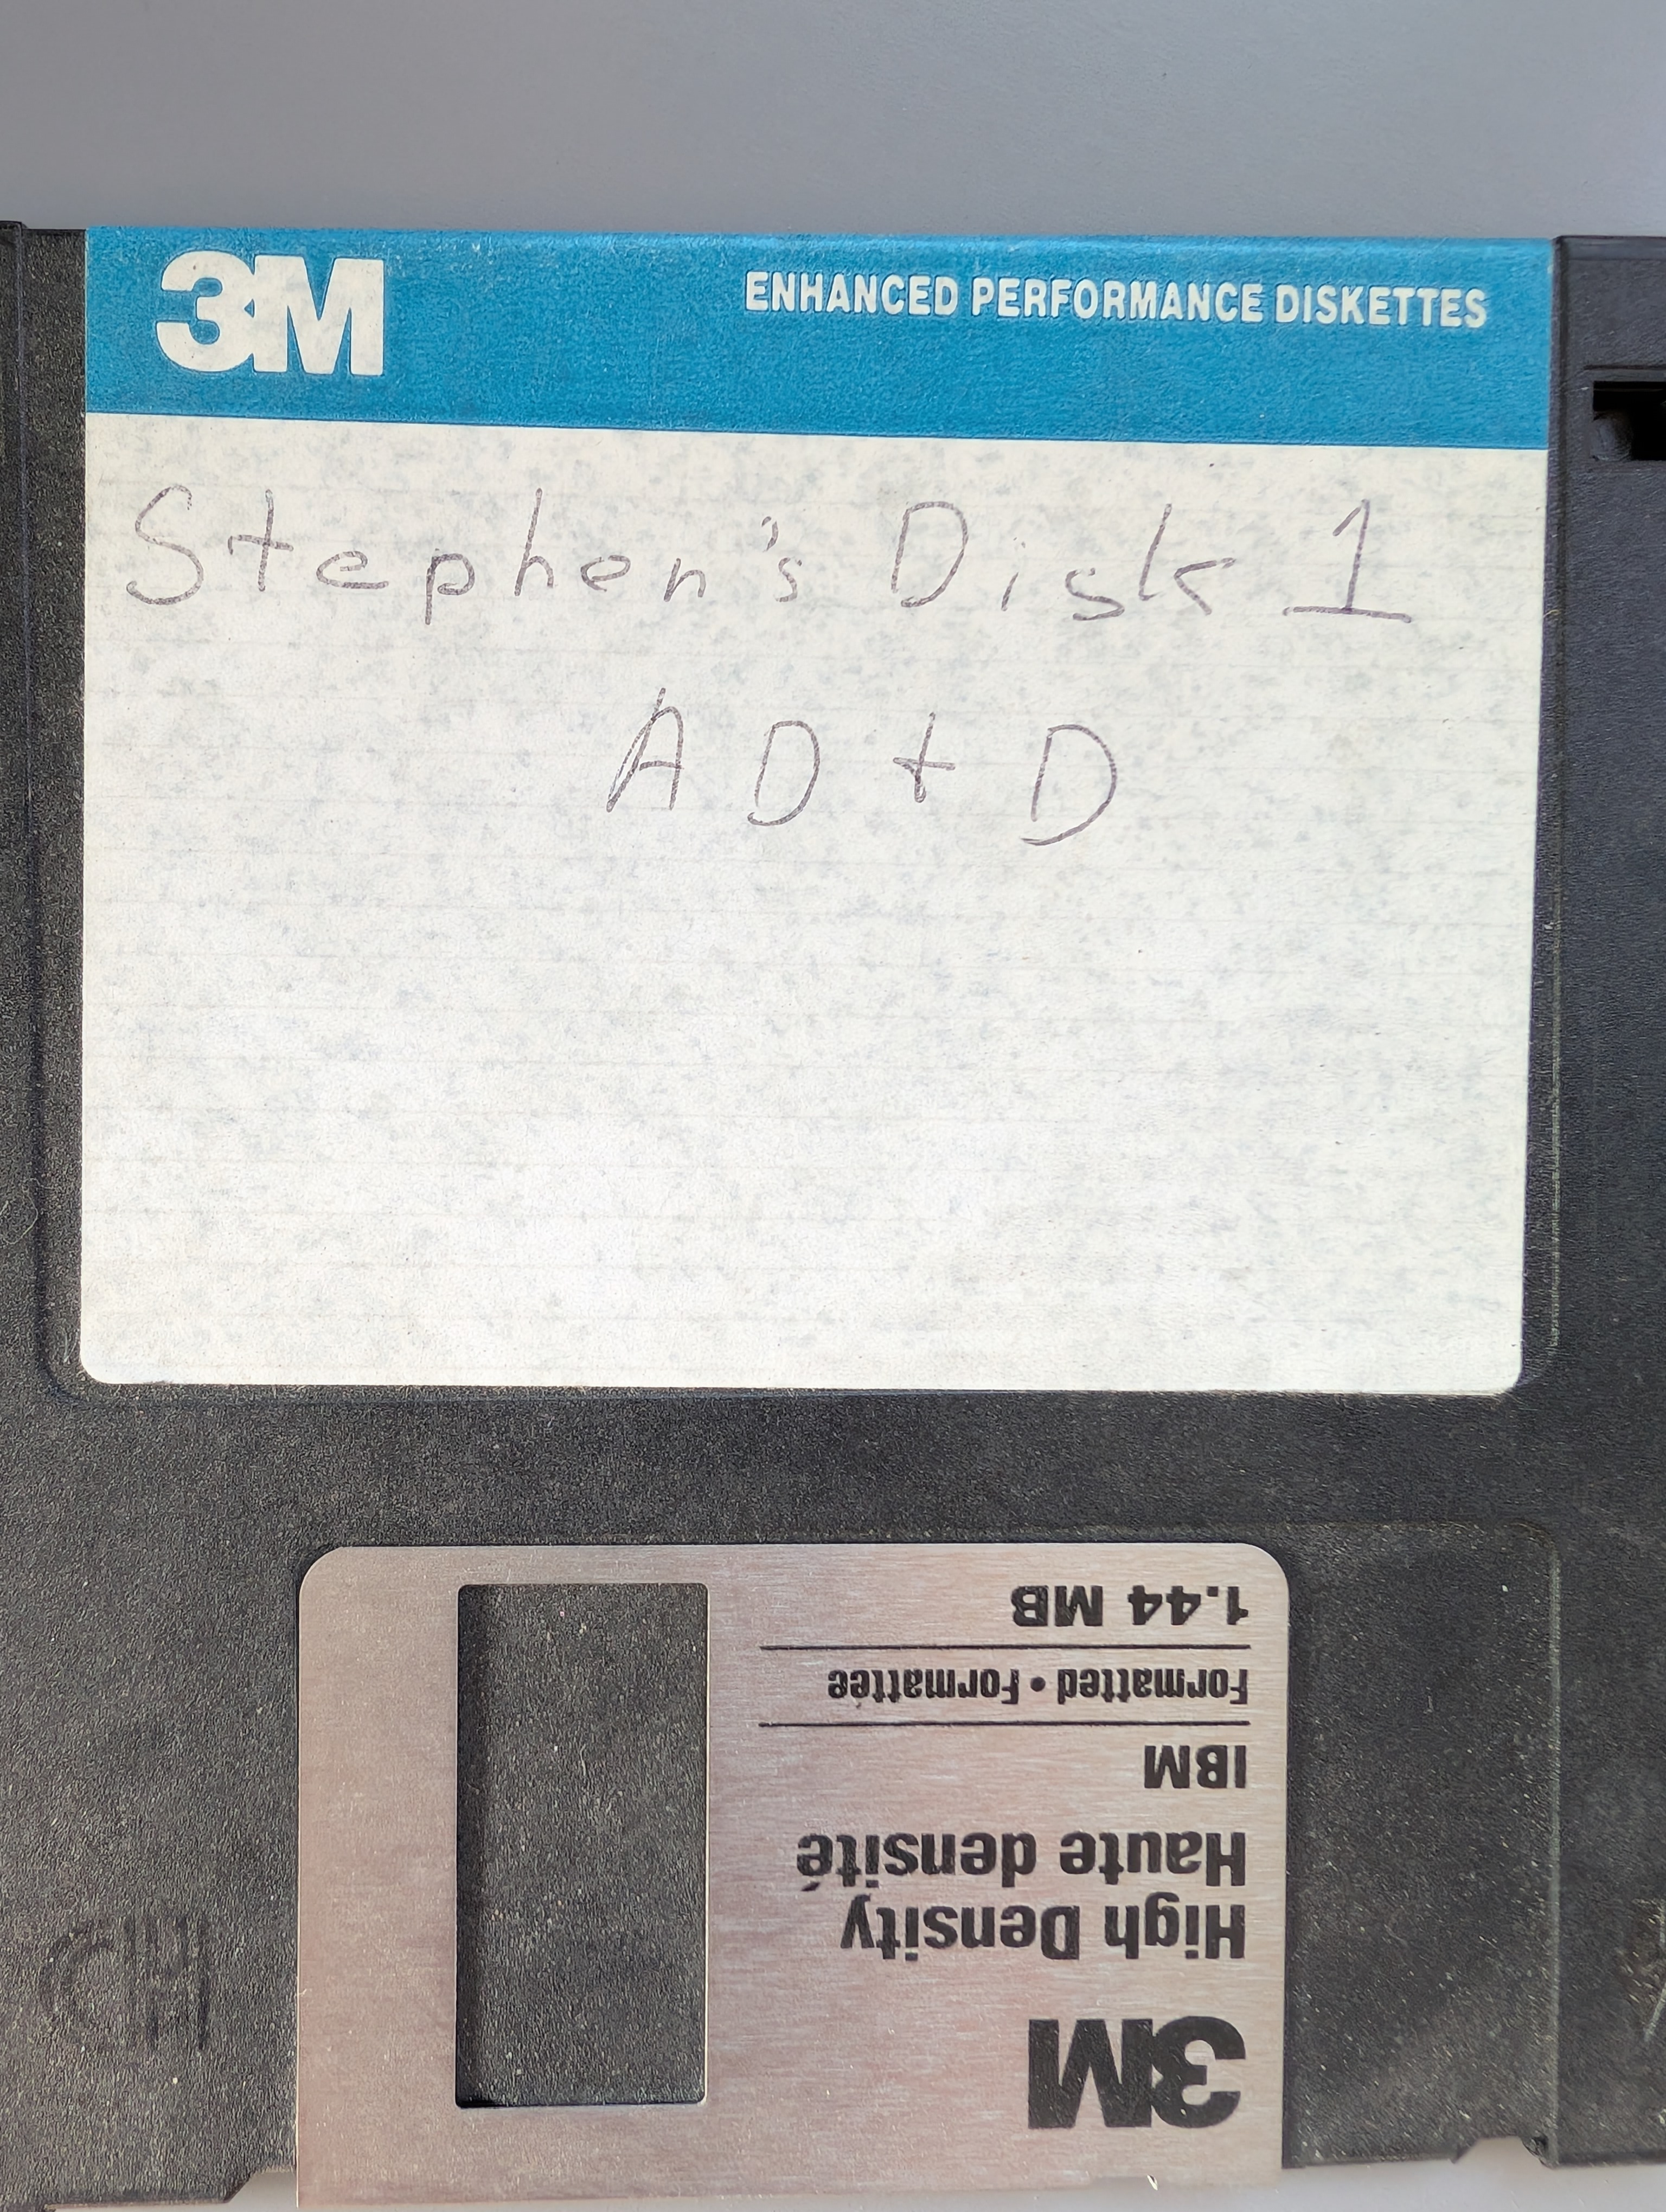 3M
ENHANCED PERFORMANCE DISKETTES
Stephen's Disk 1
AD+D
3M
High Density
Haute densité
IBM
Formatted • Formattée
1.44 MB
HD